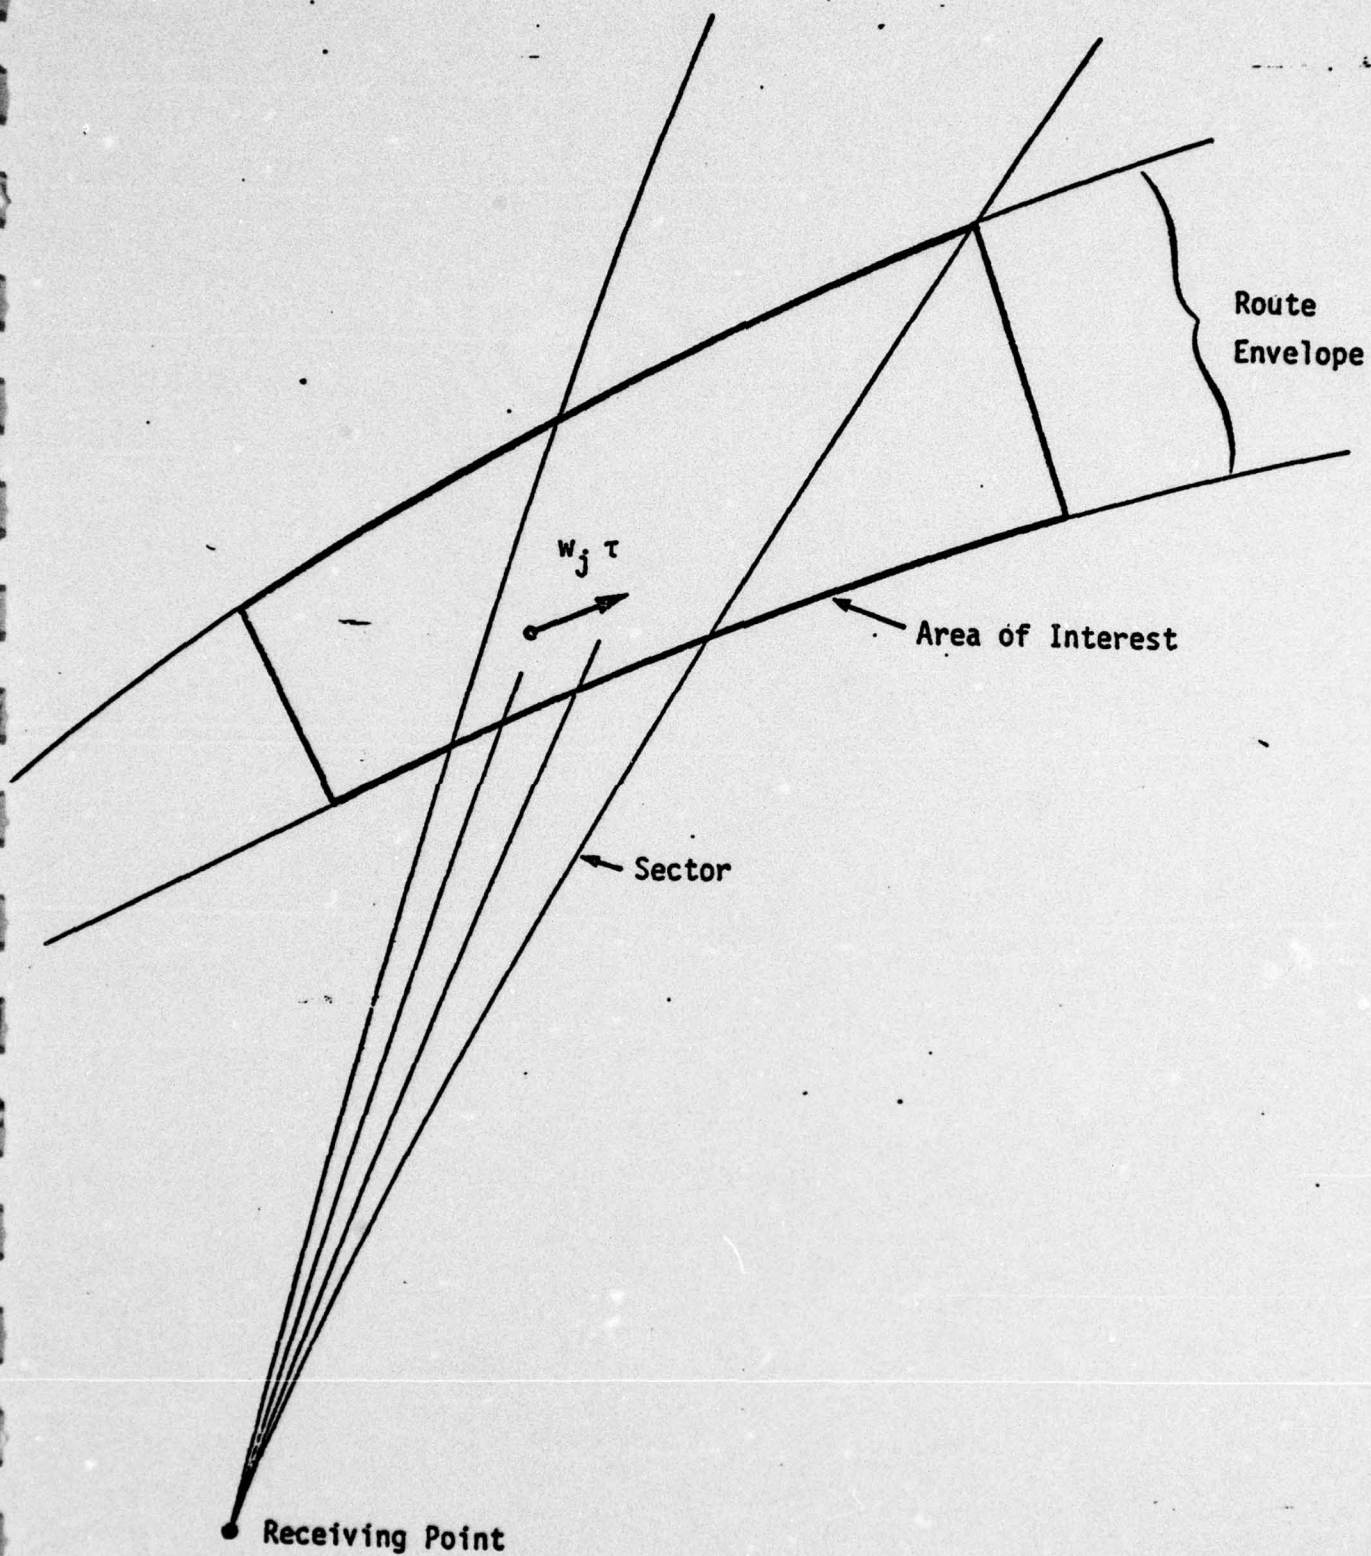 Route
Envelope
w_j τ
Area of Interest
Sector
Receiving Point